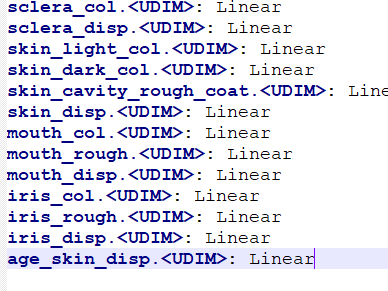 sclera_col.<UDIM>: Linear
sclera_disp.<UDIM>: Linear
skin_light_col.<UDIM>: Linear
skin_dark_col.<UDIM>: Linear
skin_cavity_rough_coat.<UDIM>: Line
skin_disp.<UDIM>: Linear
mouth_col.<UDIM>: Linear
mouth_rough.<UDIM>: Linear
mouth_disp.<UDIM>: Linear
iris_col.<UDIM>: Linear
iris_rough.<UDIM>: Linear
iris_disp.<UDIM>: Linear
age_skin_disp.<UDIM>: Linear